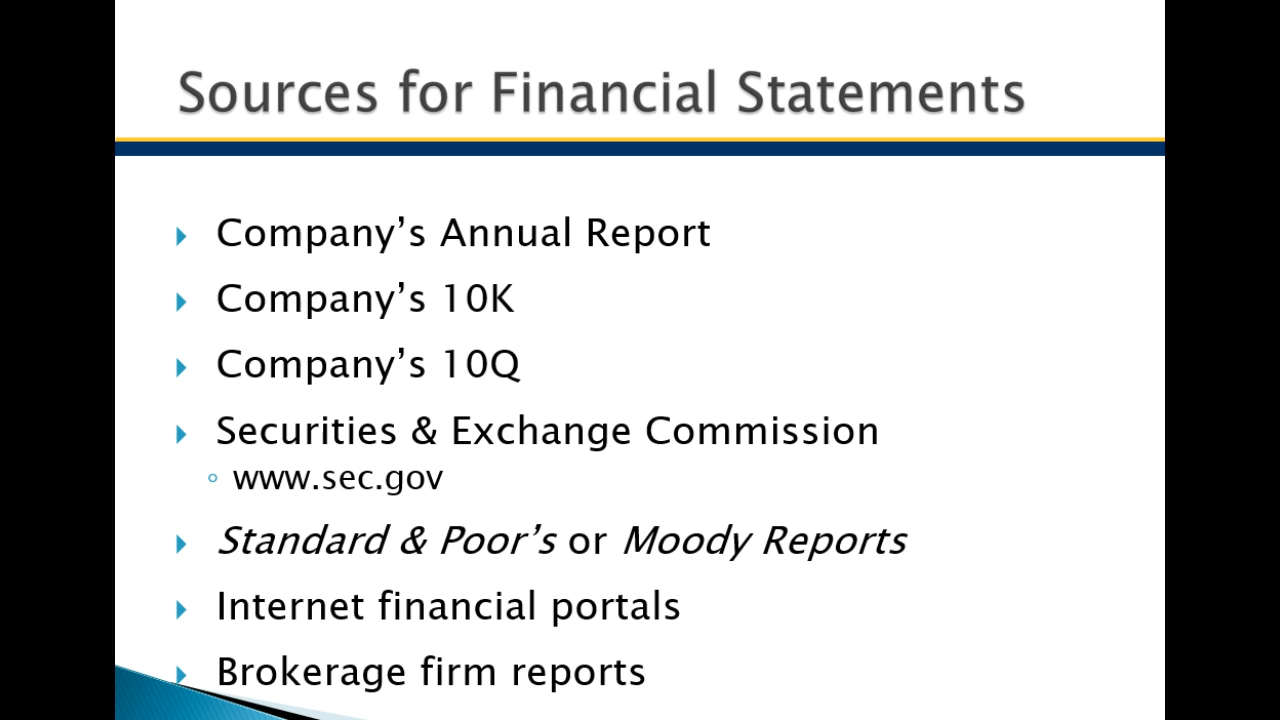 Sources for Financial Statements
Company’s Annual Report
Company’s 10K
Company’s 10Q
Securities & Exchange Commission
www.sec.gov
Standard & Poor’s or Moody Reports
Internet financial portals
Brokerage firm reports